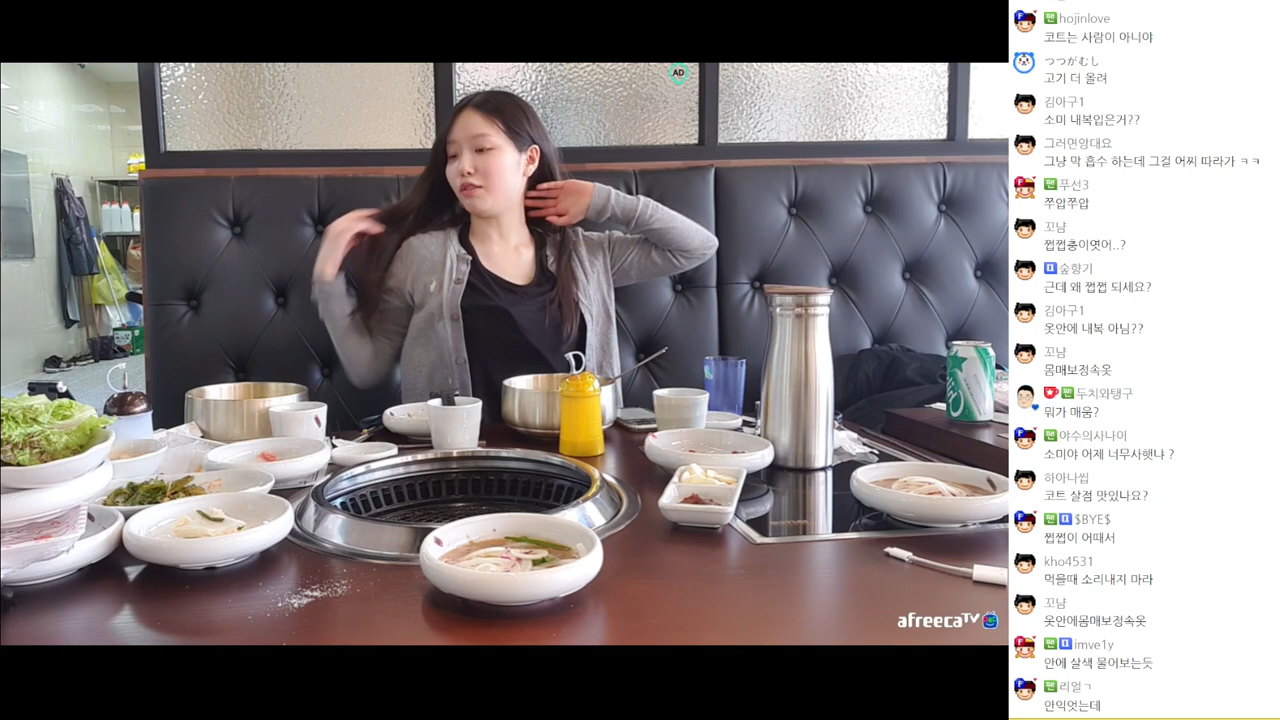 AD
afreecaTV
hojinlove
코트는 사람이 아니야
つつがむし
고기 더 올려
김아구1
소미 내복입은거??
그러면앙대요
그냥 막 흡수 하는데 그걸 어찌 따라가 ㅋㅋ
푸선3
쭈압쭈압
꼬냠
쩝쩝충이엿어..?
숲향기
근데 왜 쩝쩝 되세요?
김아구1
옷안에 내복 아님??
꼬냠
몸매보정속옷
두치와탱구
뭐가 매움?
야수의사나이
소미야 어제 너무사햇냐 ?
하아나씹
코트 살점 맛있나요?
$BYE$
쩝쩝이 어때서
kho4531
먹을때 소리내지 마라
꼬냠
옷안에몸매보정속옷
imve1y
안에 살색 물어보는듯
리얼ㄱ
안익엇는데